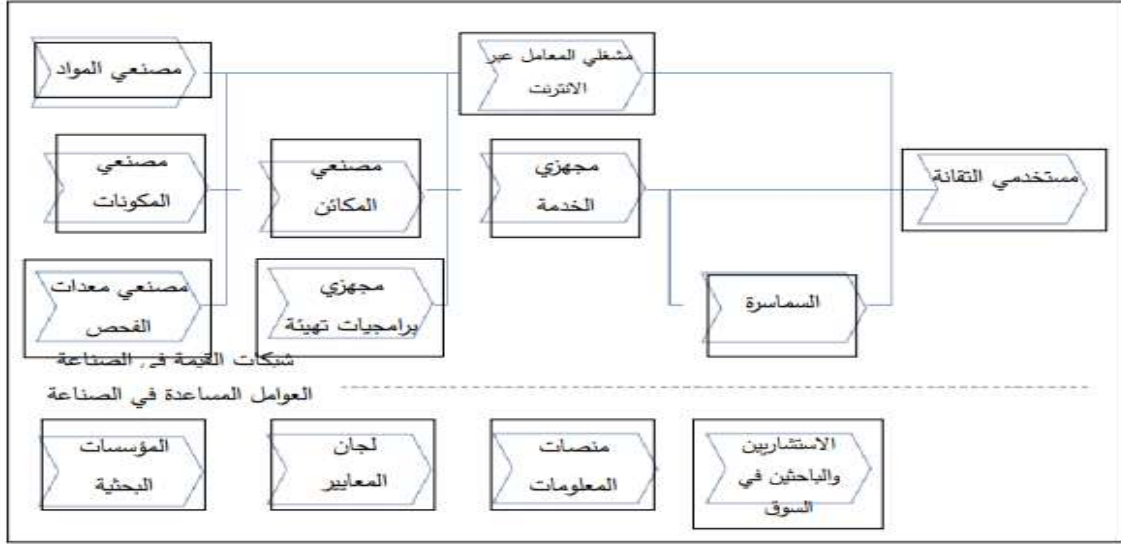 مصنعي المواد
مشغلي المعامل عبر
الانترنت
مصنعي
المكونات
مصنعي
المكائن
مجهزي
الخدمة
مستخدمي التقانة
مصنعي معدات
الفحص
مجهزي
برامجيات تهيئة
السماسرة
شبكات القيمة في الصناعة
العوامل المساعدة في الصناعة
المؤسسات
البحثية
لجان
المعايير
منصات
المعلومات
الاستشاريين
والباحثين في
السوق